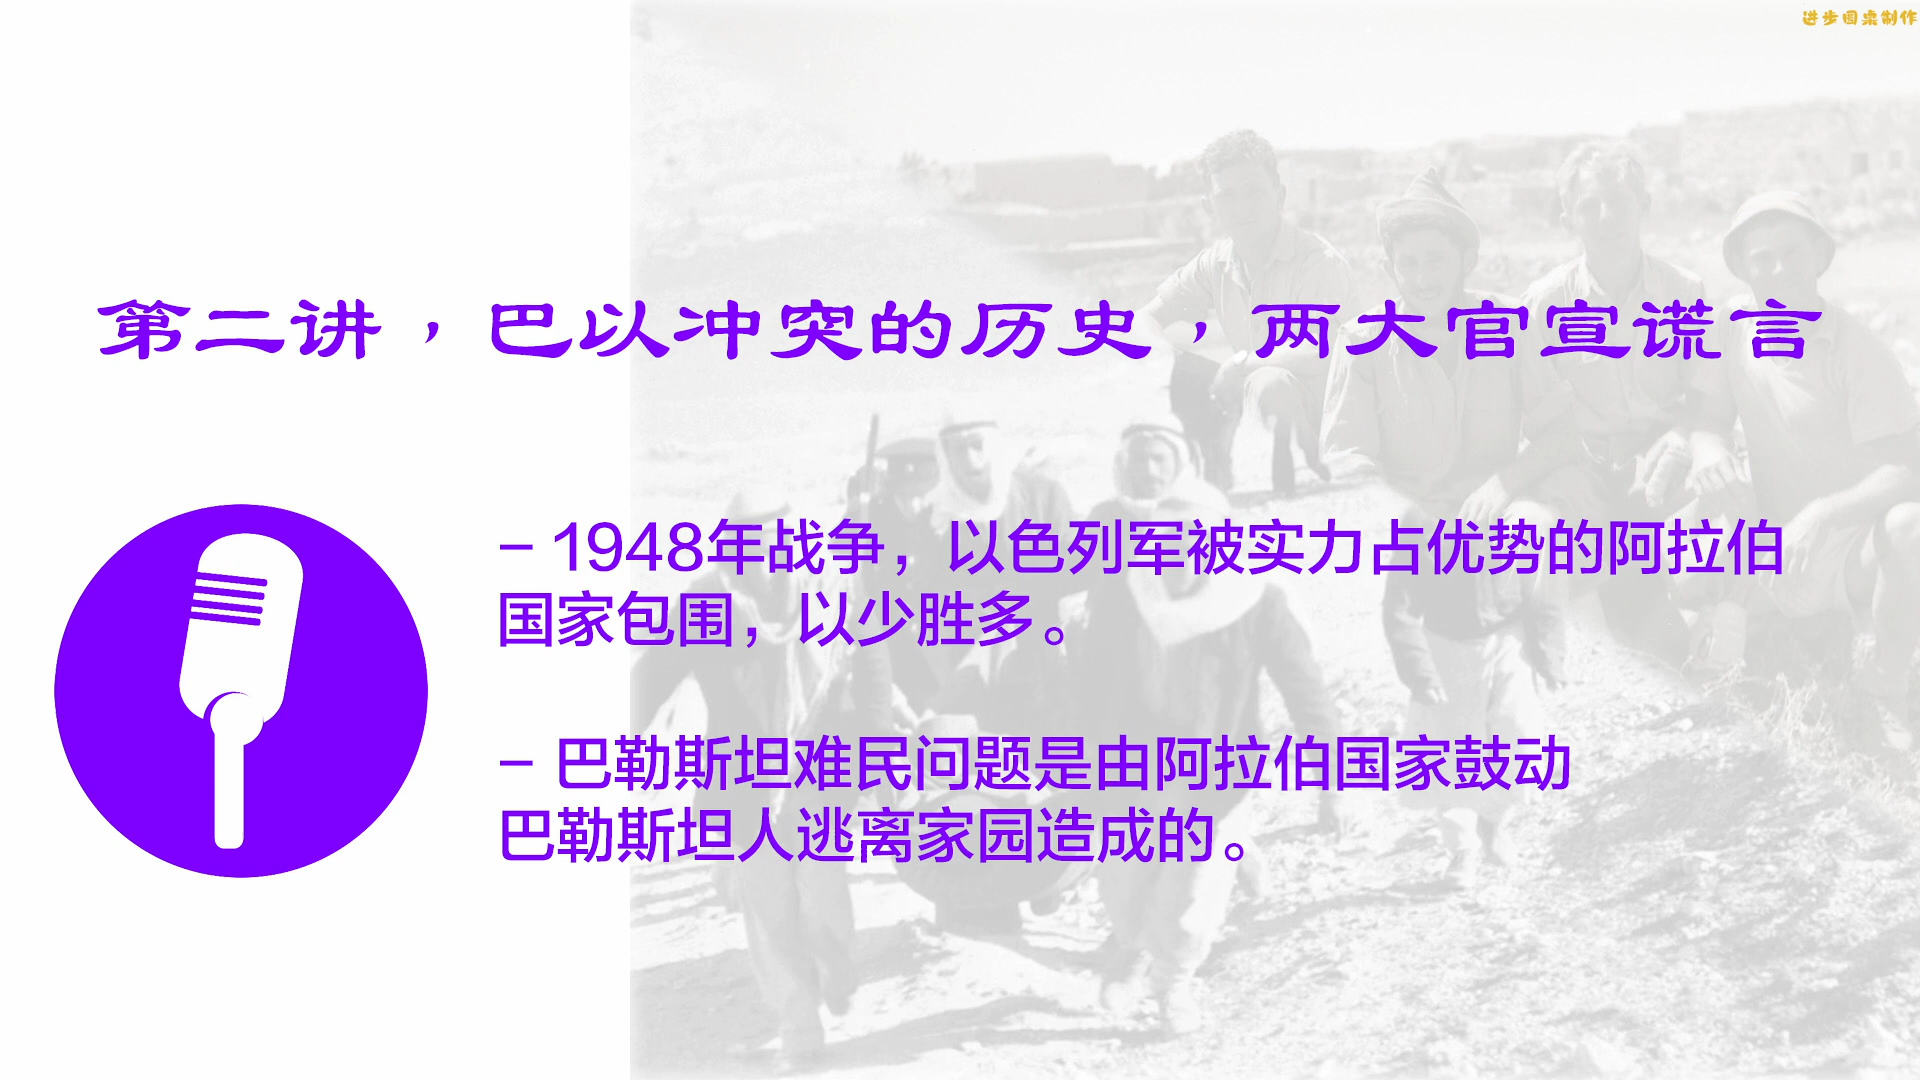 进步圆桌制作
第二讲，巴以冲突的历史，两大官宣谎言
- 1948年战争，以色列军被实力占优势的阿拉伯
国家包围，以少胜多。
- 巴勒斯坦难民问题是由阿拉伯国家鼓动
巴勒斯坦人逃离家园造成的。